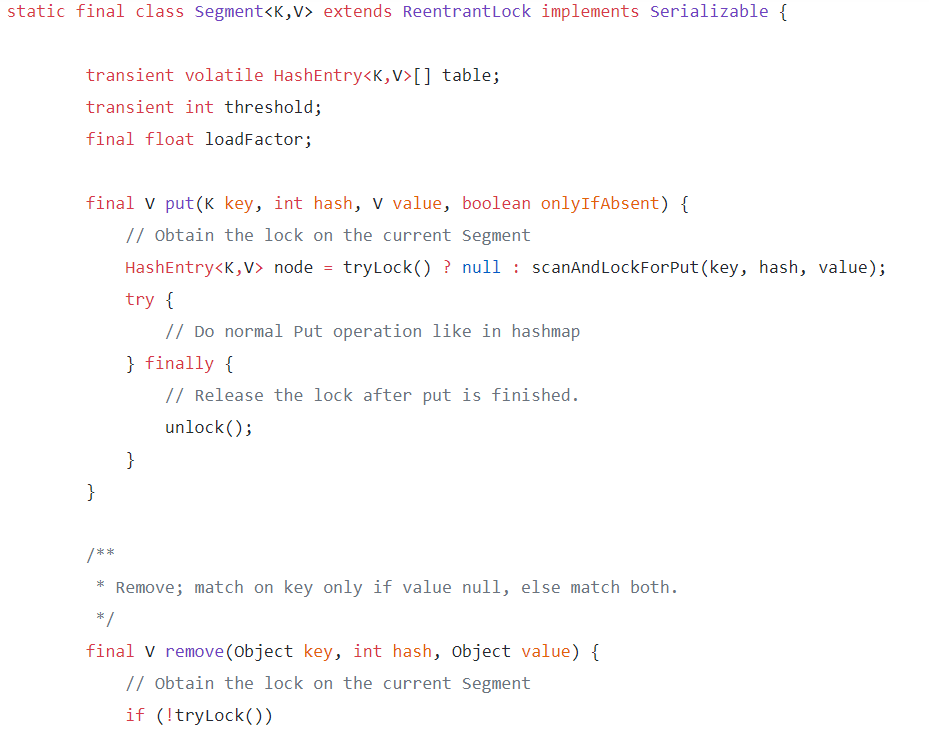 static final class Segment<K,V> extends ReentrantLock implements Serializable {
transient volatile HashEntry<K,V>[] table;
transient int threshold;
final float loadFactor;
final V put(K key, int hash, V value, boolean onlyIfAbsent) {
// Obtain the lock on the current Segment
HashEntry<K,V> node = tryLock() ? null : scanAndLockForPut(key, hash, value);
try {
// Do normal Put operation like in hashmap
} finally {
// Release the lock after put is finished.
unlock();
}
}
/**
* Remove; match on key only if value null, else match both.
*/
final V remove(Object key, int hash, Object value) {
// Obtain the lock on the current Segment
if (!tryLock())